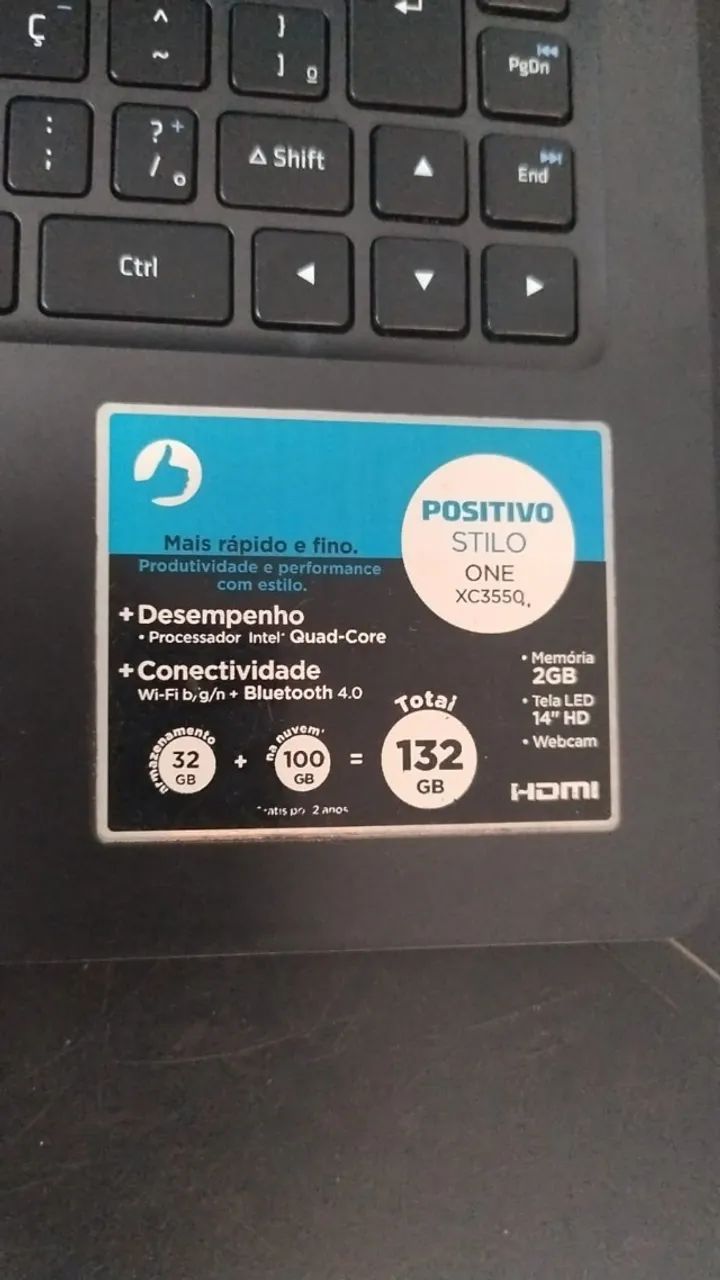 Ç
^
~
}
] º
PgDn
:
;
? +
/ °
Shift
End
Ctrl
Mais rápido e fino.
Produtividade e performance
com estilo.
POSITIVO
STILO
ONE
XC3550
+ Desempenho
• Processador Intel® Quad-Core
+ Conectividade
Wi-Fi b/g/n + Bluetooth 4.0
• Memória
2GB
• Tela LED
14" HD
• Webcam
armazenamento
32
GB
+
na nuvem
100
GB
=
Total
132
GB
2 anos
HDMI